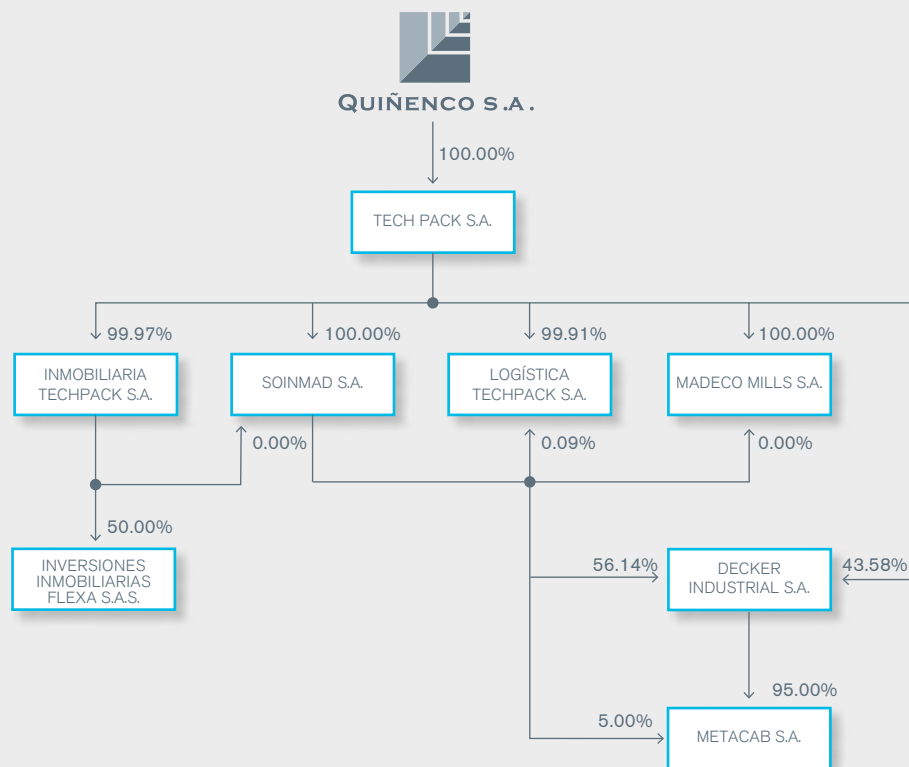 QUIÑENCO S.A.
100.00%
TECH PACK S.A.
99.97%
100.00%
99.91%
100.00%
INMOBILIARIA
TECHPACK S.A.
SOINMAD S.A.
LOGÍSTICA
TECHPACK S.A.
MADECO MILLS S.A.
0.00%
0.09%
0.00%
50.00%
INVERSIONES
INMOBILIARIAS
FLEXA S.A.S.
56.14%
DECKER
INDUSTRIAL S.A.
43.58%
95.00%
5.00%
METACAB S.A.